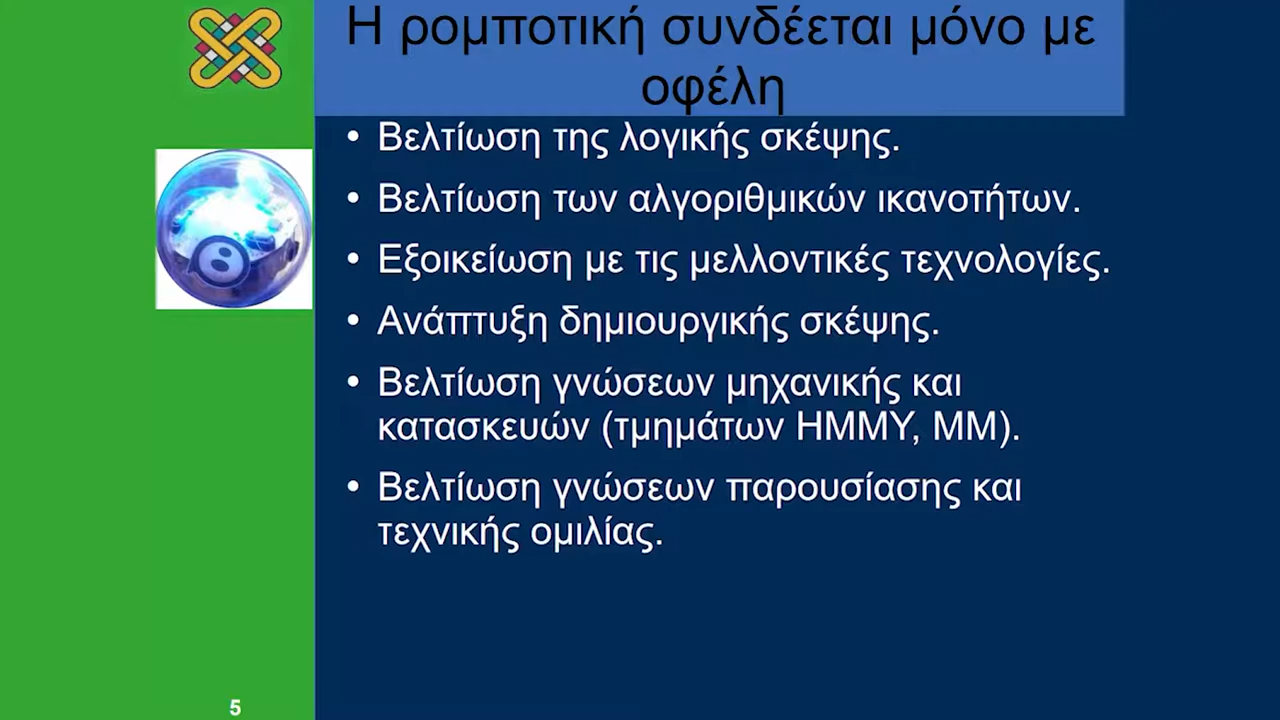 Η ρομποτική συνδέεται μόνο με
οφέλη
• Βελτίωση της λογικής σκέψης.
• Βελτίωση των αλγοριθμικών ικανοτήτων.
• Εξοικείωση με τις μελλοντικές τεχνολογίες.
• Ανάπτυξη δημιουργικής σκέψης.
• Βελτίωση γνώσεων μηχανικής και
κατασκευών (τμημάτων ΗΜΜΥ, ΜΜ).
• Βελτίωση γνώσεων παρουσίασης και
τεχνικής ομιλίας.
5